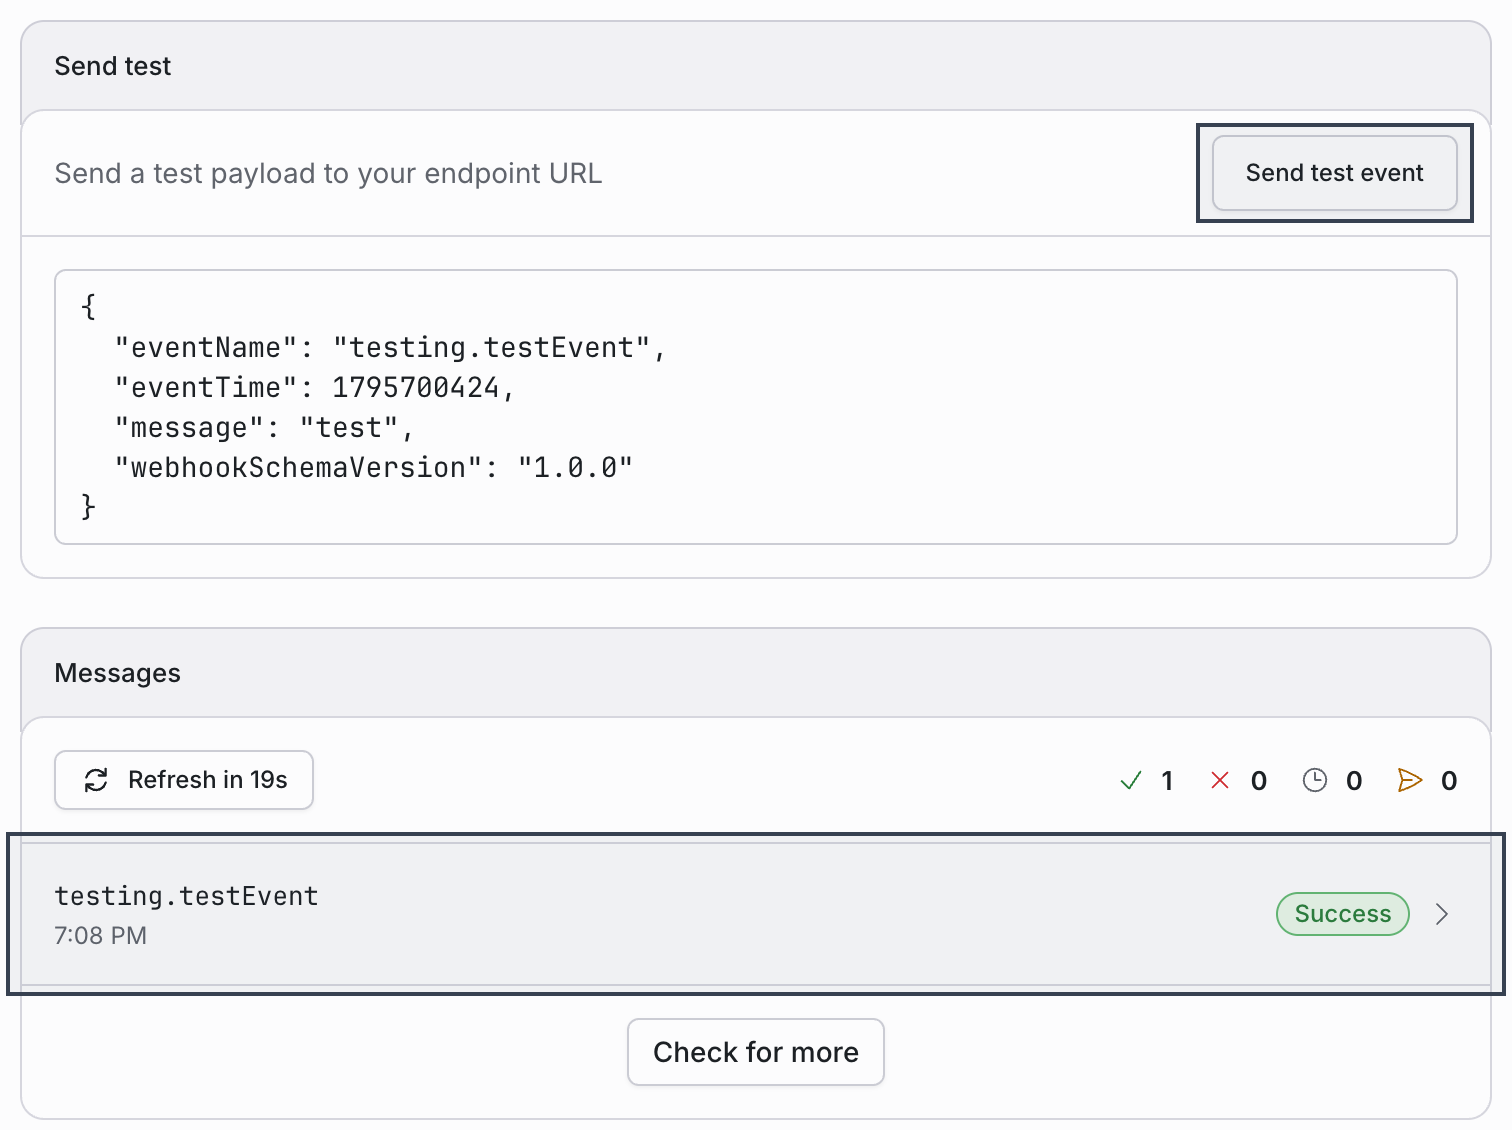 Send test
Send a test payload to your endpoint URL
Send test event
{
  "eventName": "testing.testEvent",
  "eventTime": 1795700424,
  "message": "test",
  "webhookSchemaVersion": "1.0.0"
}
Messages
Refresh in 19s
1 0 0 0
testing.testEvent
7:08 PM
Success
Check for more